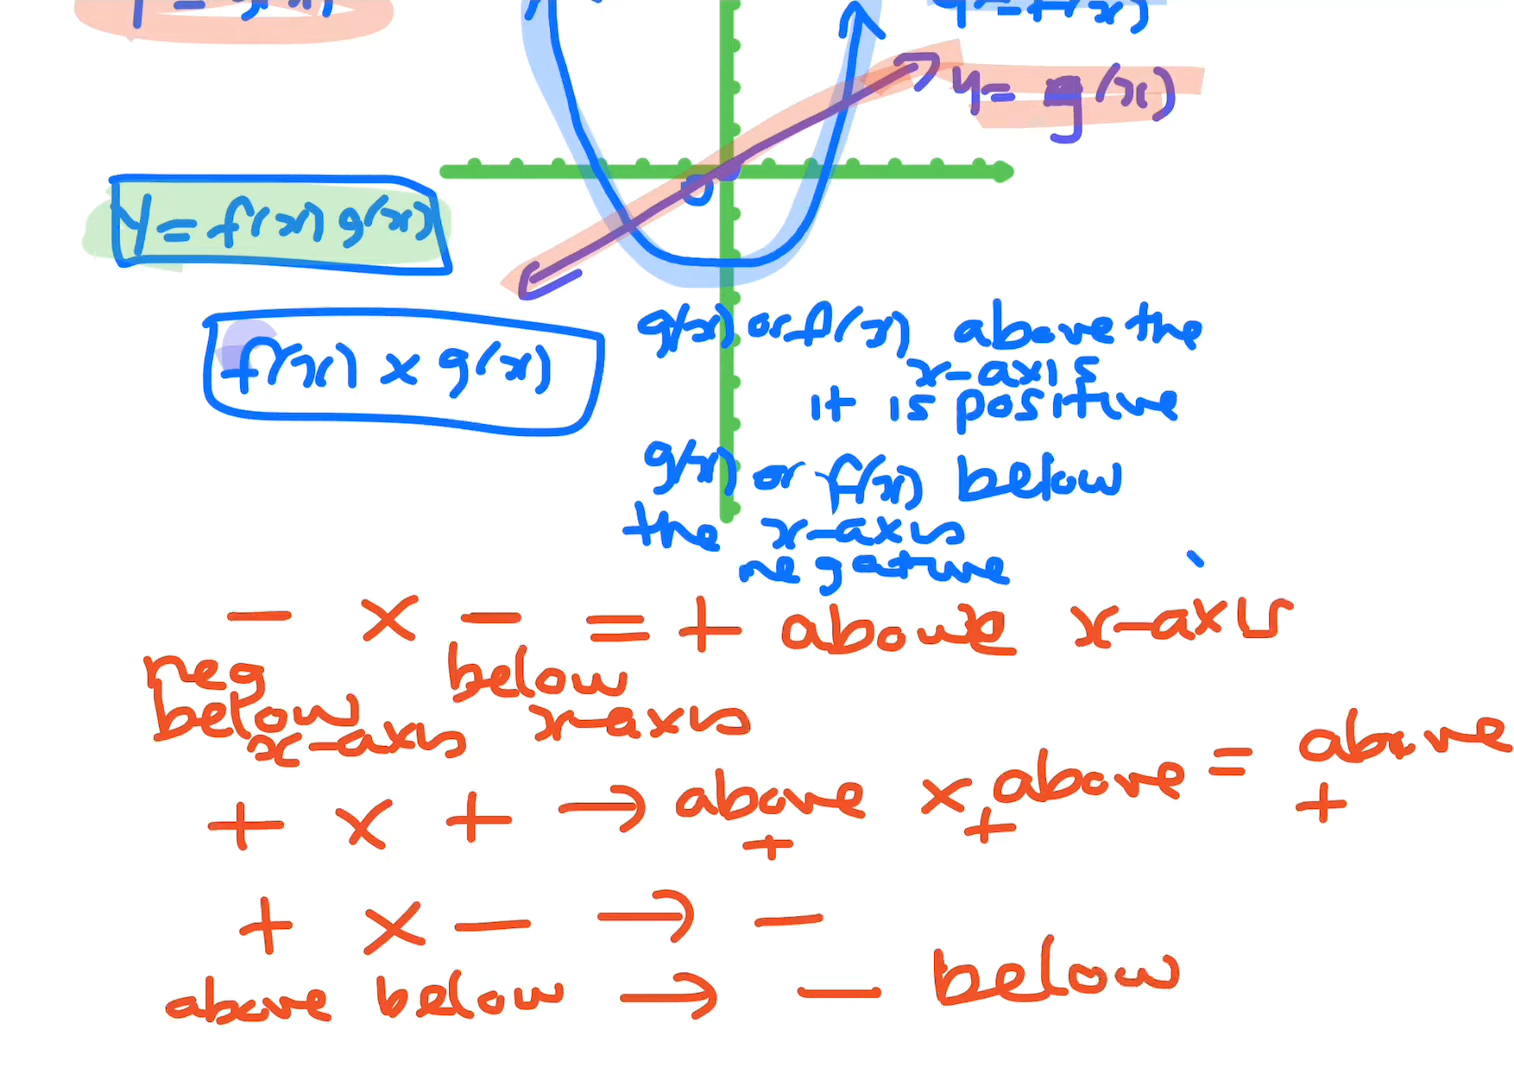 y = g(x)
y = f(x)
y = g(x)
y = f(x) g(x)
0
f(x) × g(x)
g(x) or f(x) above the
x-axis
it is positive
g(x) or f(x) below
the x-axis
negative
− × − = + above x-axis
neg below
below x-axis
x-axis
+ × + → above × above = above
+ + +
+ × − → −
above below → − below